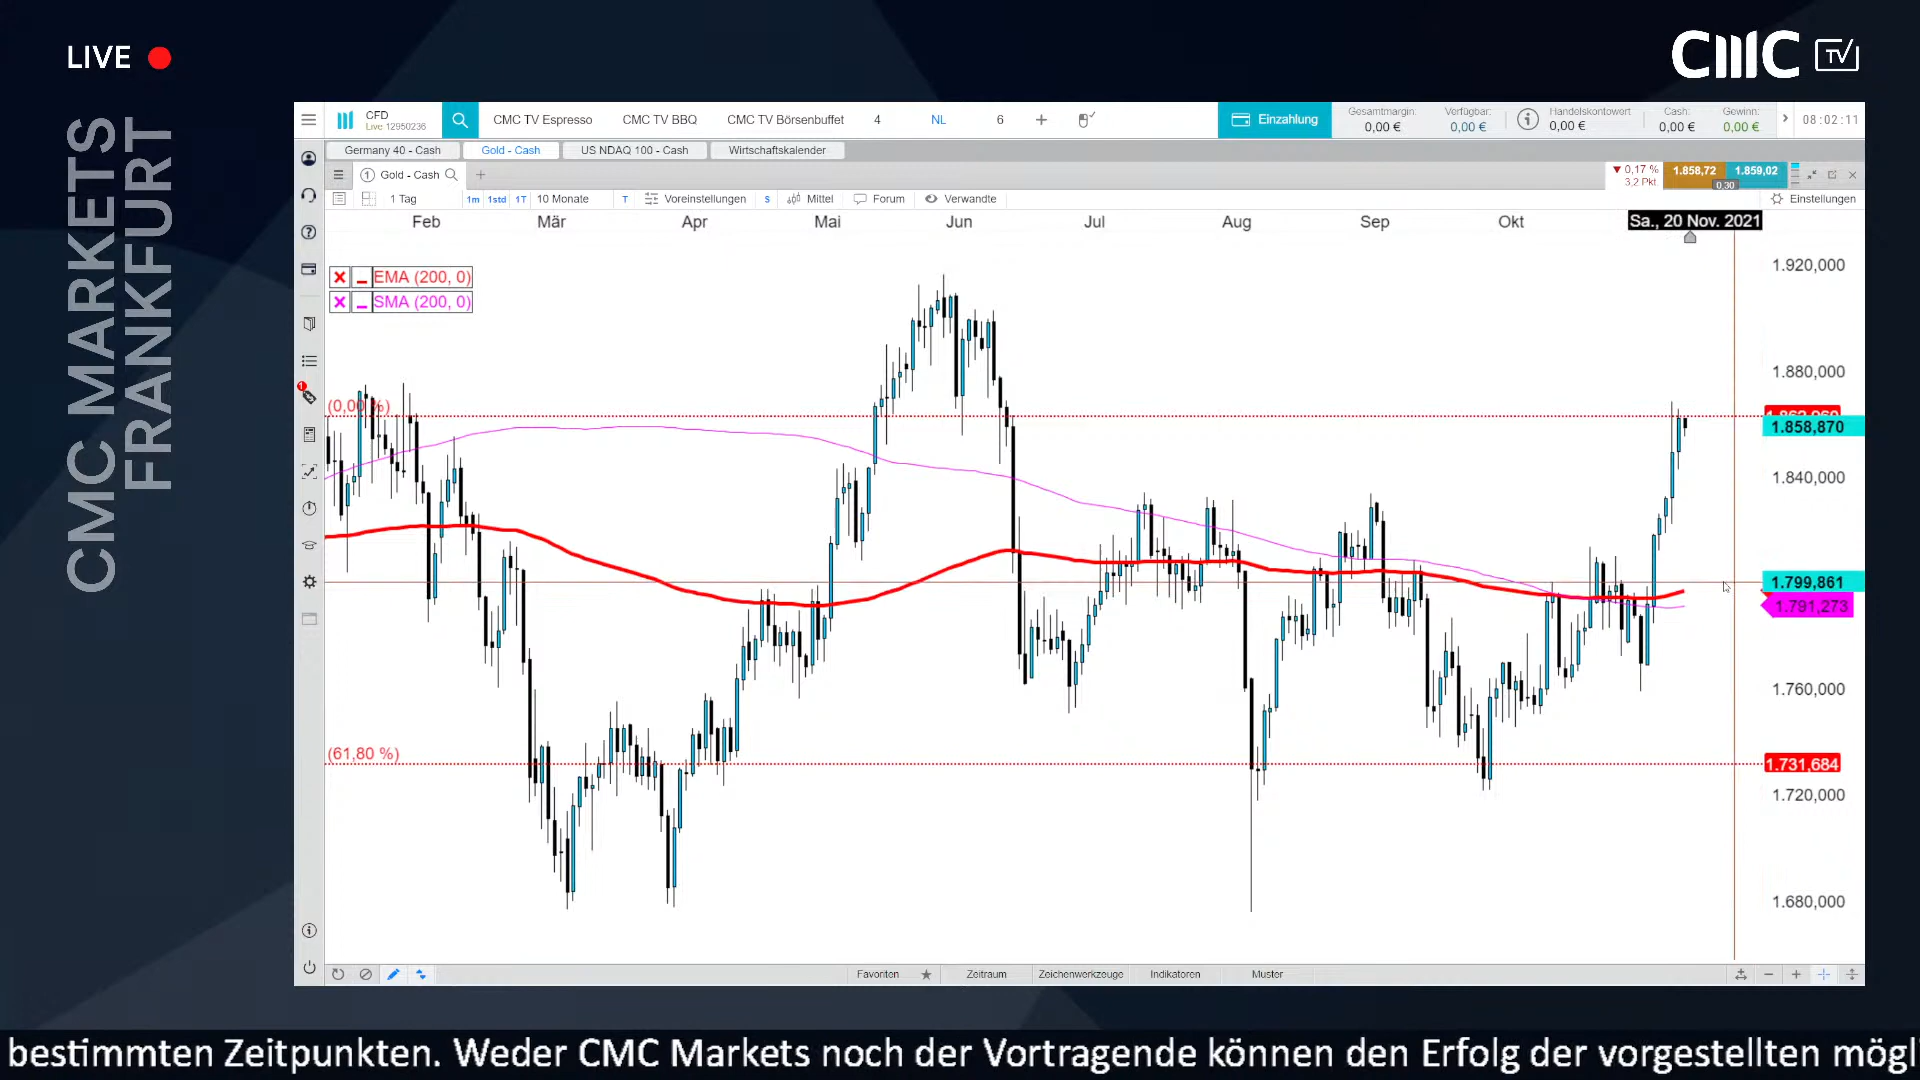 LIVE
CMC TV
CMC MARKETS
FRANKFURT
CFD
Live 12950236
CMC TV Espresso
CMC TV BBQ
CMC TV Börsenbuffet
4
NL
6
Einzahlung
Gesamtmargin:
0,00 €
Verfügbar:
0,00 €
Handelskontowert
0,00 €
Cash:
0,00 €
Gewinn:
0,00 €
08:02:11
Germany 40 - Cash
Gold - Cash
US NDAQ 100 - Cash
Wirtschaftskalender
1 Gold - Cash
0,17 %
3,2 Pkt
1.858,72
1.859,02
0,30
1 Tag
1m
1std
1T
10 Monate
T
Voreinstellungen
S
Mittel
Forum
Verwandte
Einstellungen
Feb
Mär
Apr
Mai
Jun
Jul
Aug
Sep
Okt
Sa., 20 Nov. 2021
EMA (200, 0)
SMA (200, 0)
(0,00 %)
(61,80 %)
1.920,000
1.880,000
1.858,870
1.840,000
1.799,861
1.791,273
1.760,000
1.731,684
1.720,000
1.680,000
1
Favoriten
Zeitraum
Zeichenwerkzeuge
Indikatoren
Muster
bestimmten Zeitpunkten. Weder CMC Markets noch der Vortragende können den Erfolg der vorgestellten mögl